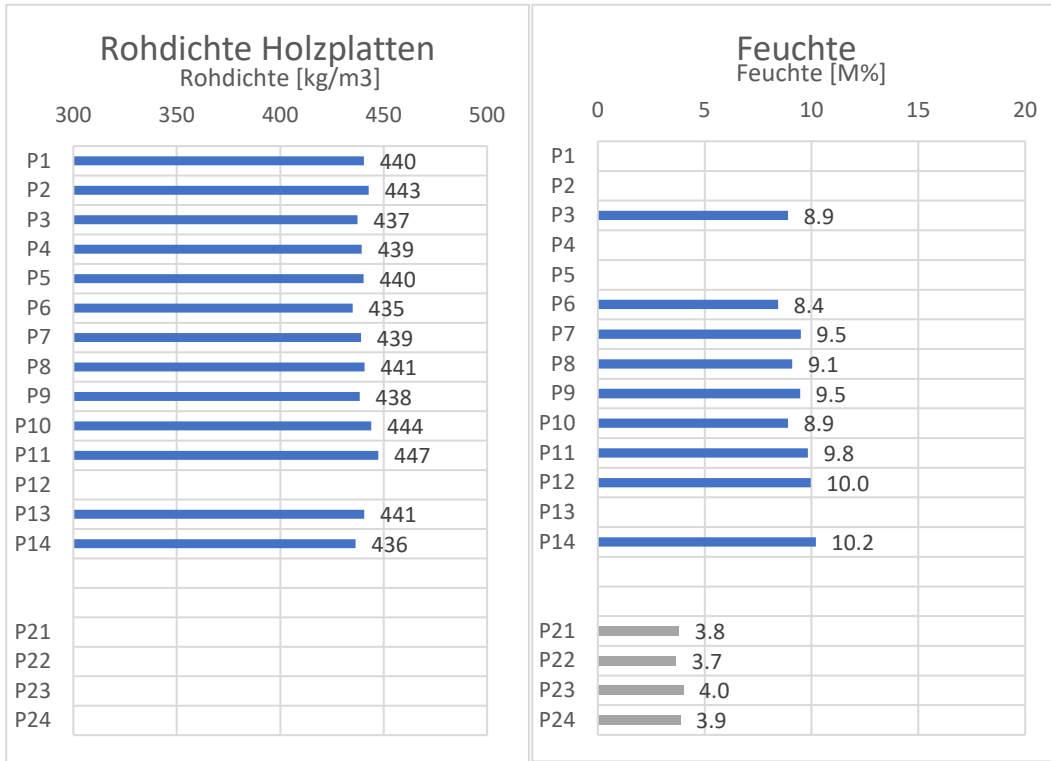 Rohdichte Holzplatten
Rohdichte [kg/m3]
300 350 400 450 500
P1 440
P2 443
P3 437
P4 439
P5 440
P6 435
P7 439
P8 441
P9 438
P10 444
P11 447
P12
P13 441
P14 436
P21
P22
P23
P24
Feuchte
Feuchte [M%]
0 5 10 15 20
P1
P2
P3 8.9
P4
P5
P6 8.4
P7 9.5
P8 9.1
P9 9.5
P10 8.9
P11 9.8
P12 10.0
P13
P14 10.2
P21 3.8
P22 3.7
P23 4.0
P24 3.9